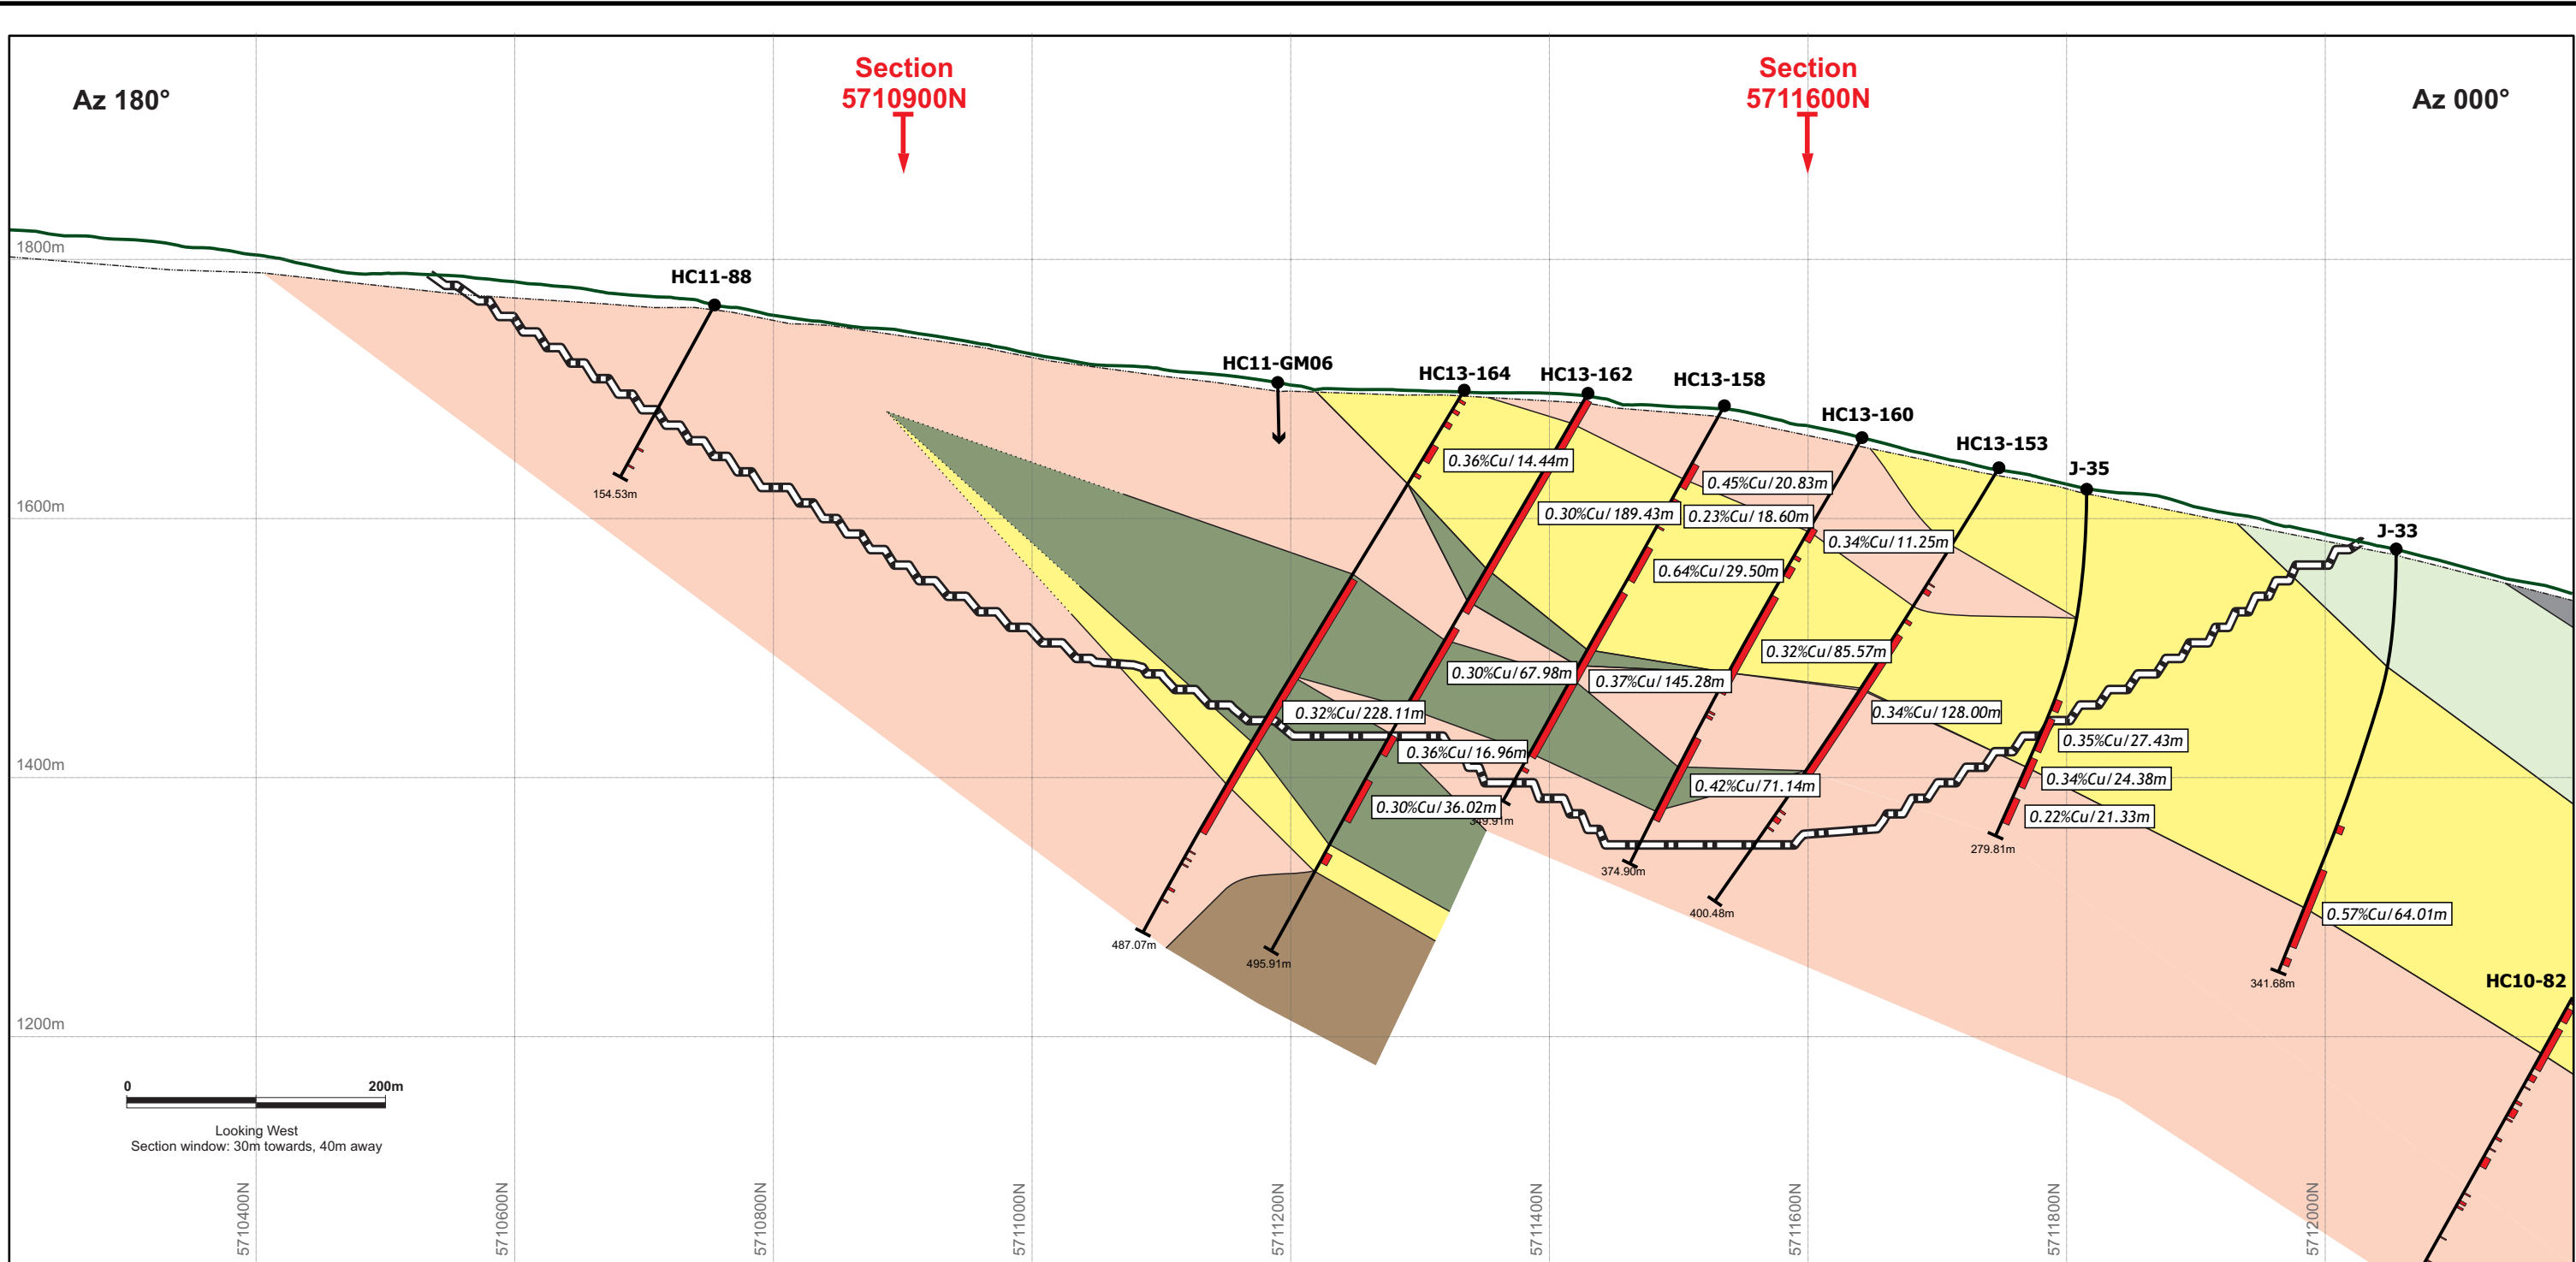 Section
5710900N
Section
5711600N
Az 180°
Az 000°
1800m
HC11-88
154.53m
HC11-GM06
HC13-164
HC13-162
HC13-158
HC13-160
HC13-153
J-35
J-33
0.36%Cu/14.44m
0.45%Cu/20.83m
0.30%Cu/189.43m
0.23%Cu/18.60m
1600m
0.34%Cu/11.25m
0.64%Cu/29.50m
0.32%Cu/85.57m
0.30%Cu/67.98m
0.37%Cu/145.28m
0.32%Cu/228.11m
0.34%Cu/128.00m
0.35%Cu/27.43m
0.36%Cu/16.96m
1400m
0.34%Cu/24.38m
0.42%Cu/71.14m
0.30%Cu/36.02m
349.91m
0.22%Cu/21.33m
279.81m
374.90m
400.48m
0.57%Cu/64.01m
487.07m
495.91m
341.68m
HC10-82
1200m
0 200m
Looking West
Section window: 30m towards, 40m away
5710400N
5710600N
5710800N
5711000N
5711200N
5711400N
5711600N
5711800N
5712000N